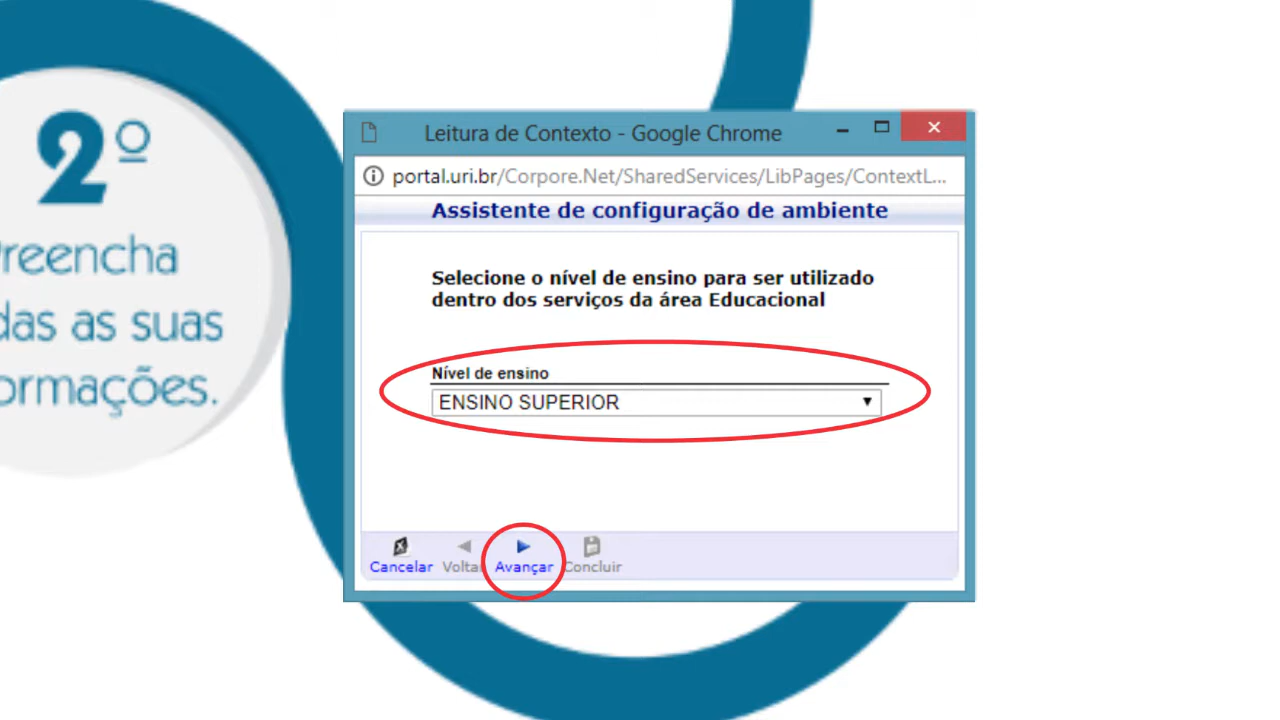 2º
reencha
das as suas
ormações.
Leitura de Contexto - Google Chrome
portal.uri.br/Corpore.Net/SharedServices/LibPages/ContextL...
Assistente de configuração de ambiente
Selecione o nível de ensino para ser utilizado
dentro dos serviços da área Educacional
Nível de ensino
ENSINO SUPERIOR
Cancelar Voltar Avançar Concluir